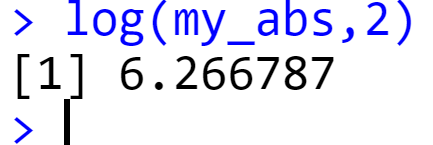 > log(my_abs,2)
[1] 6.266787
>